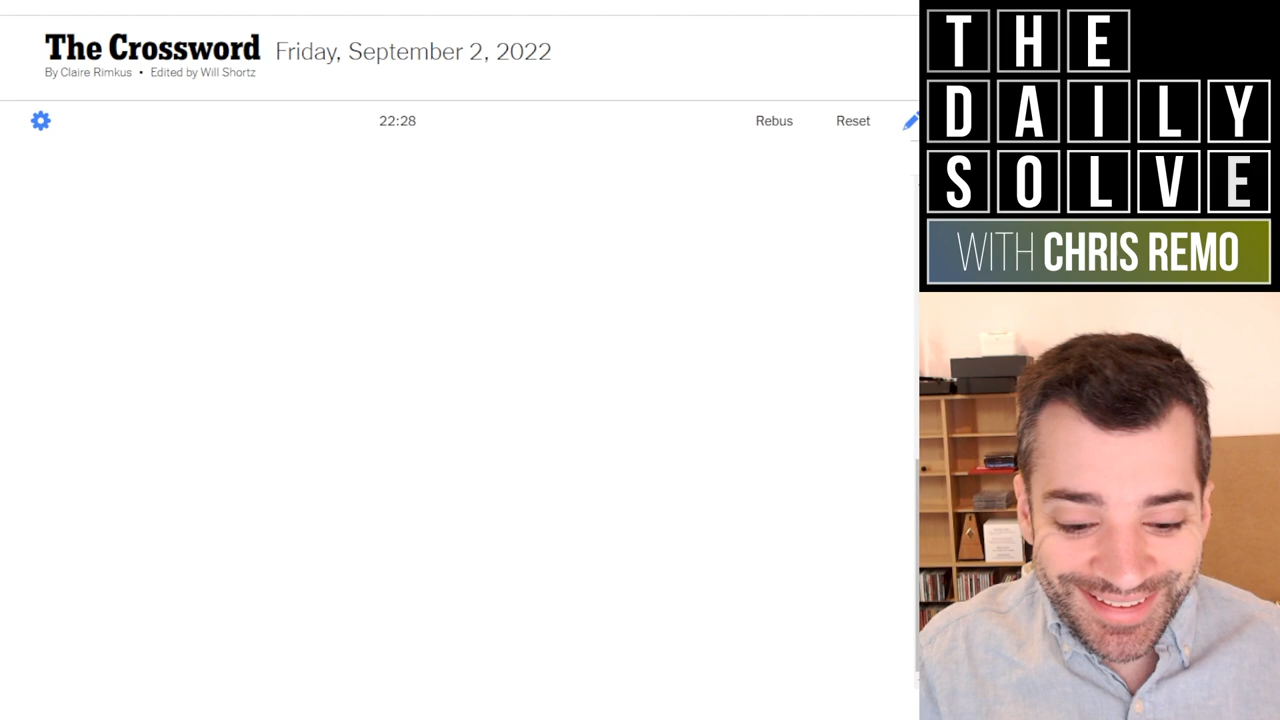 The Crossword Friday, September 2, 2022
By Claire Rimkus • Edited by Will Shortz
22:28 Rebus Reset
THE
DAILY
SOLVE
WITH CHRIS REMO